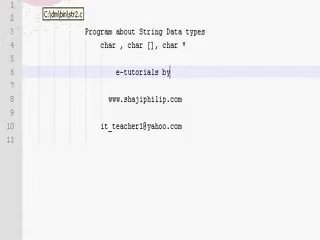 1
2
C:\dm\bin\str2.c
3 Program about String Data types
4 char , char [], char *
5
6 e-tutorials by
7
8 www.shajiphilip.com
9
10 it_teacher1@yahoo.com
11